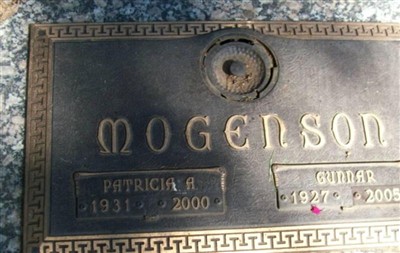 MOGENSON
PATRICIA A. GUNNAR
1931 2000 1927 2005